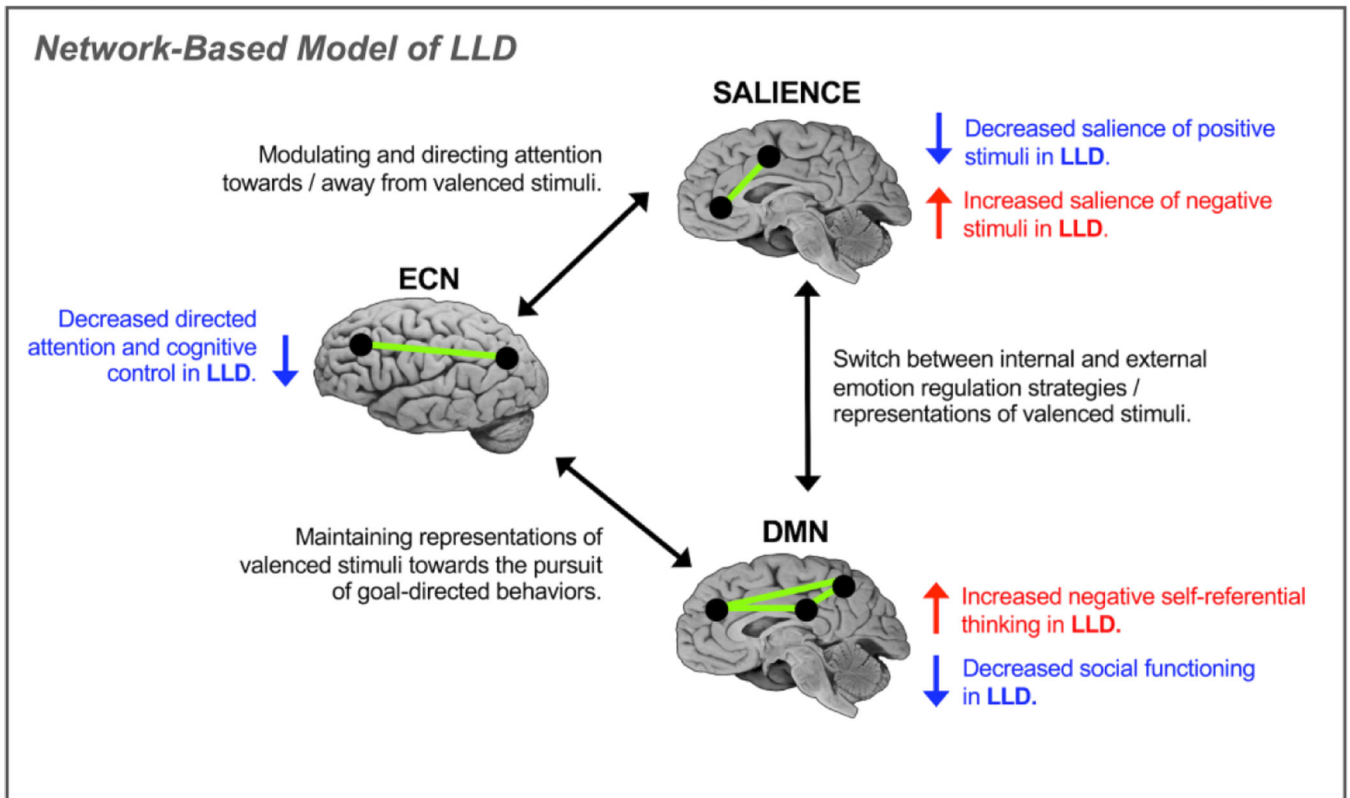 Network-Based Model of LLD
SALIENCE
Decreased salience of positive
stimuli in LLD.
Increased salience of negative
stimuli in LLD.
Modulating and directing attention
towards / away from valenced stimuli.
ECN
Decreased directed
attention and cognitive
control in LLD.
Switch between internal and external
emotion regulation strategies /
representations of valenced stimuli.
Maintaining representations of
valenced stimuli towards the pursuit
of goal-directed behaviors.
DMN
Increased negative self-referential
thinking in LLD.
Decreased social functioning
in LLD.